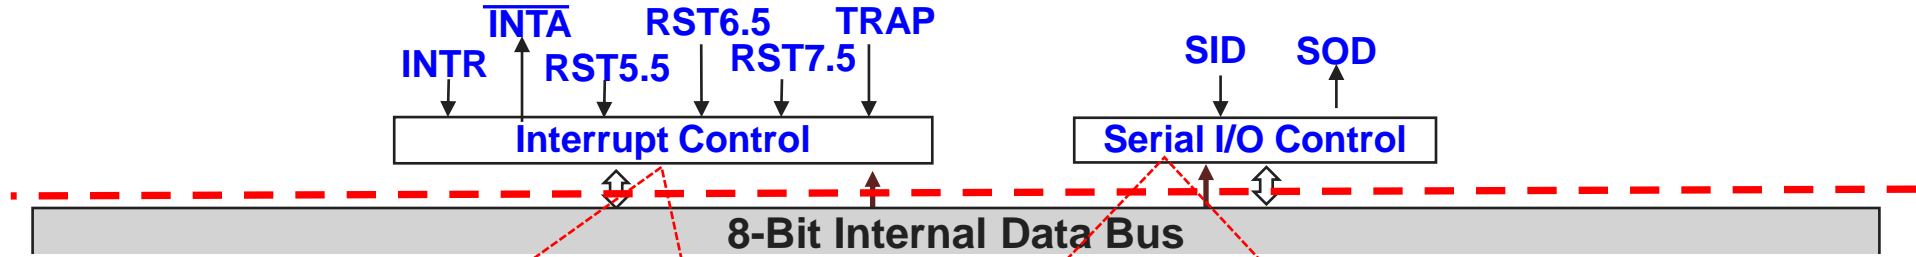 INTA RST6.5 TRAP
INTR RST5.5 RST7.5 SID SOD
Interrupt Control Serial I/O Control
8-Bit Internal Data Bus